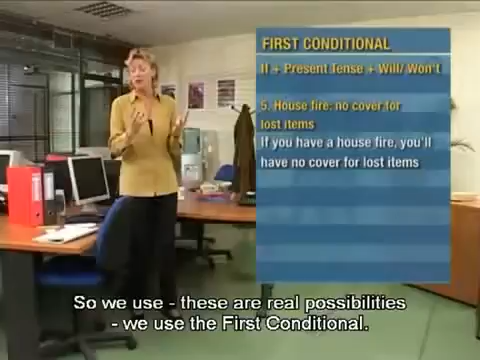 FIRST CONDITIONAL
If + Present Tense + Will/ Won't
5. House fire: no cover for
lost items
If you have a house fire, you'll
have no cover for lost items
So we use - these are real possibilities
- we use the First Conditional.